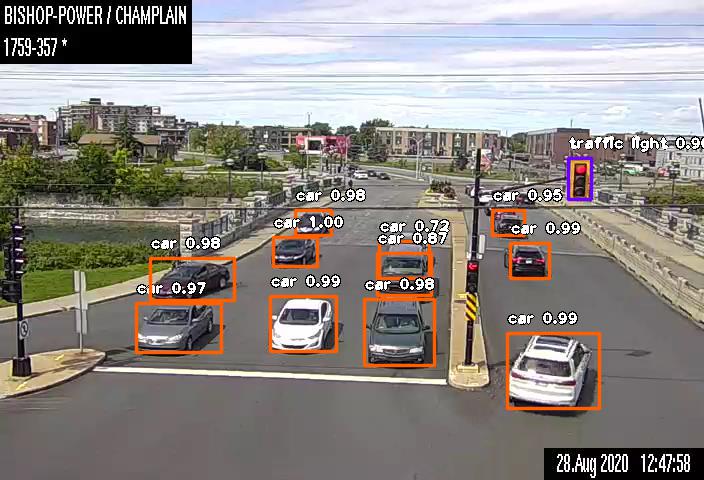 BISHOP-POWER / CHAMPLAIN
1759-357 *
traffic light 0.9
car 0.98
car 0.95
car 1.00
car 0.72
car 0.99
car 0.98
0.87
car 0.97
car 0.99
car 0.98
car 0.99
28.Aug 2020 12:47:58